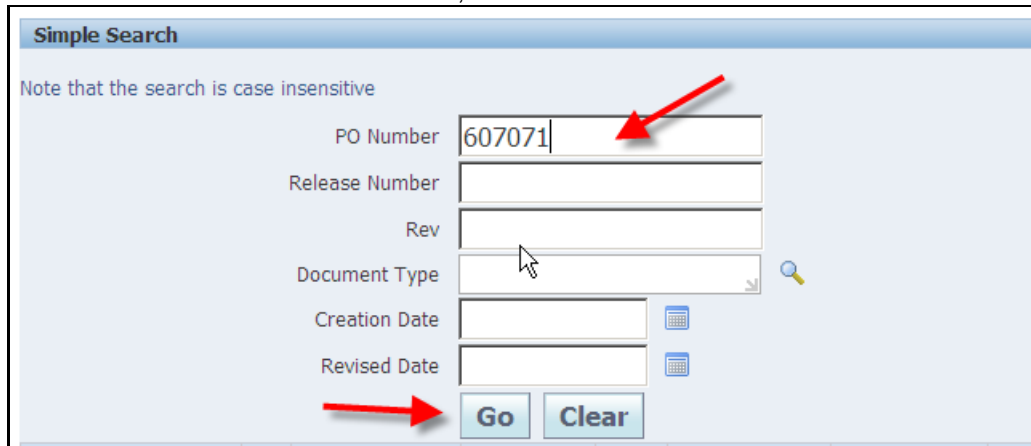 Simple Search
Note that the search is case insensitive
PO Number 607071
Release Number
Rev
Document Type
Creation Date
Revised Date
Go Clear